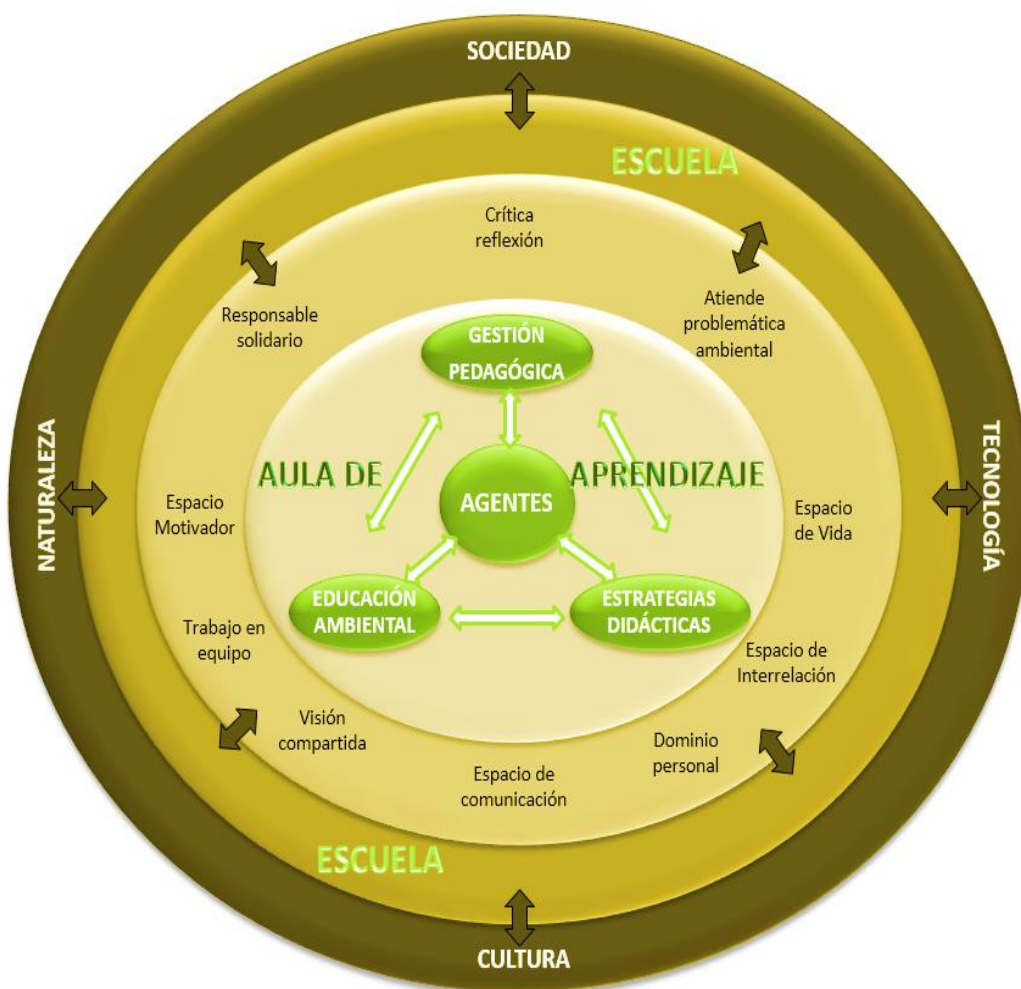 SOCIEDAD
ESCUELA
Crítica
reflexión
Responsable
solidario
Atiende
problemática
ambiental
GESTIÓN
PEDAGÓGICA
NATURALEZA
TECNOLOGÍA
AULA DE
APRENDIZAJE
AGENTES
Espacio
Motivador
Espacio
de Vida
EDUCACIÓN
AMBIENTAL
ESTRATEGIAS
DIDÁCTICAS
Trabajo en
equipo
Espacio de
Interrelación
Visión
compartida
Dominio
personal
Espacio de
comunicación
ESCUELA
CULTURA